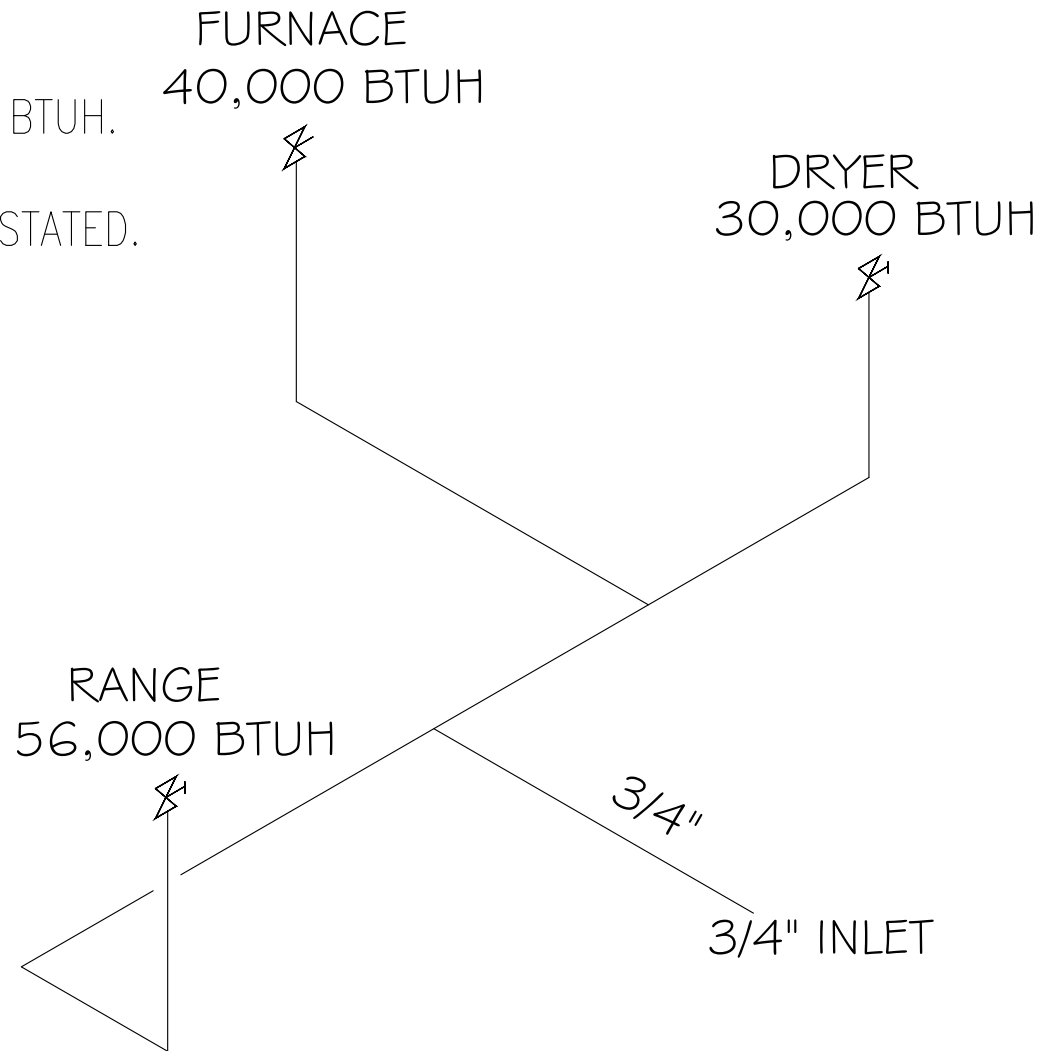 FURNACE
40,000 BTUH
BTUH.
STATED.
DRYER
30,000 BTUH
RANGE
56,000 BTUH
3/4"
3/4" INLET